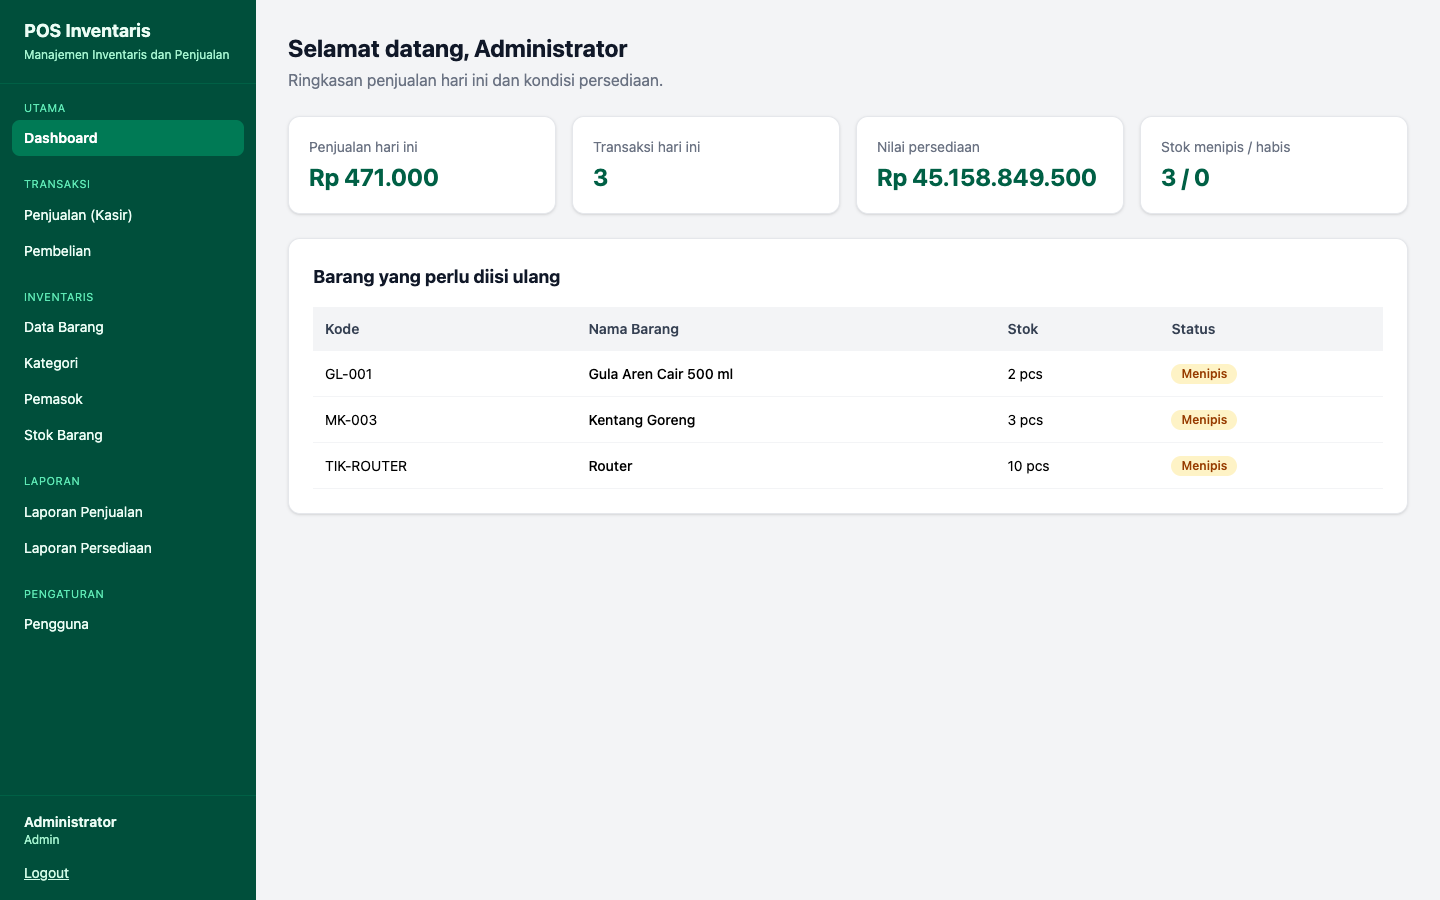 POS Inventaris
Manajemen Inventaris dan Penjualan
UTAMA
Dashboard
TRANSAKSI
Penjualan (Kasir)
Pembelian
INVENTARIS
Data Barang
Kategori
Pemasok
Stok Barang
LAPORAN
Laporan Penjualan
Laporan Persediaan
PENGATURAN
Pengguna
Administrator
Admin
Logout
Selamat datang, Administrator
Ringkasan penjualan hari ini dan kondisi persediaan.
Penjualan hari ini
Rp 471.000
Transaksi hari ini
3
Nilai persediaan
Rp 45.158.849.500
Stok menipis / habis
3 / 0
Barang yang perlu diisi ulang
Kode Nama Barang Stok Status
GL-001 Gula Aren Cair 500 ml 2 pcs Menipis
MK-003 Kentang Goreng 3 pcs Menipis
TIK-ROUTER Router 10 pcs Menipis